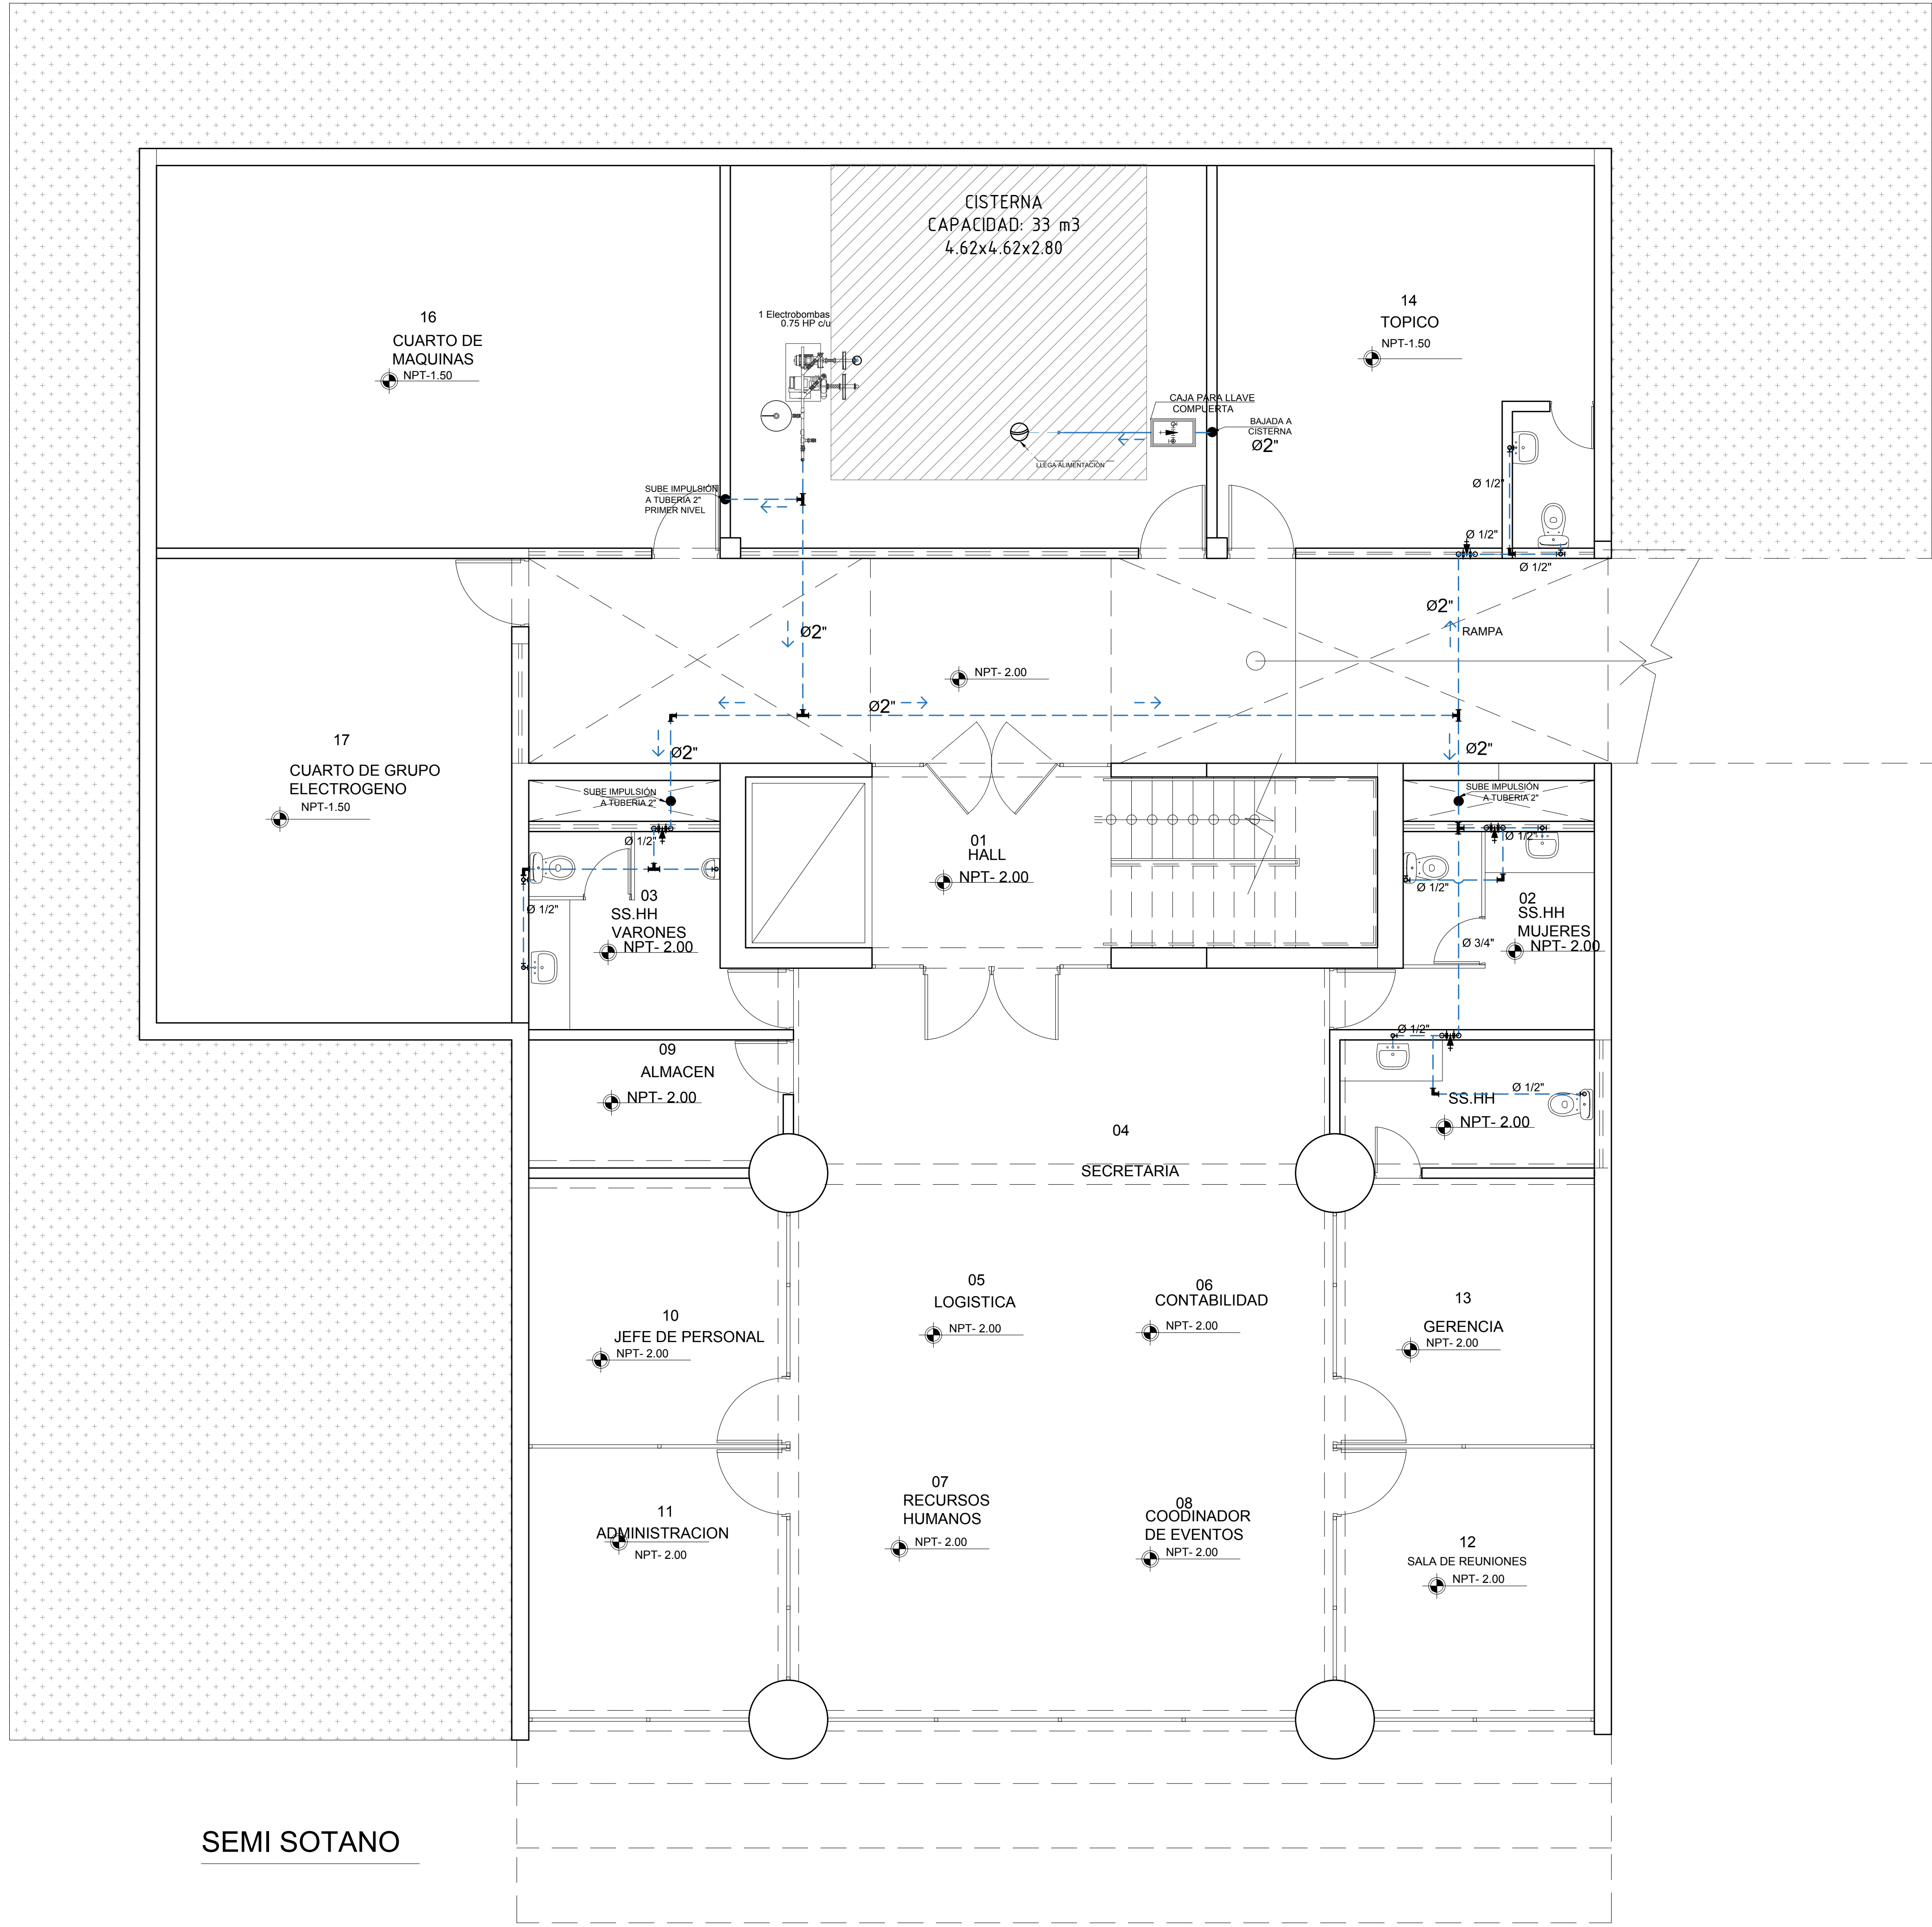 CISTERNA
CAPACIDAD: 33 m3
4.62x4.62x2.80
16
CUARTO DE
MAQUINAS
NPT-1.50
1 Electrobombas
0.75 HP c/u
14
TOPICO
NPT-1.50
CAJA PARA LLAVE
COMPUERTA
BAJADA A
CISTERNA
Ø2"
LLEGA ALIMENTACION
SUBE IMPULSIÓN
A TUBERIA 2"
PRIMER NIVEL
Ø 1/2"
Ø 1/2"
Ø 1/2"
Ø2"
RAMPA
Ø2"
NPT- 2.00
Ø2"
Ø2"
Ø2"
17
CUARTO DE GRUPO
ELECTROGENO
NPT-1.50
SUBE IMPULSIÓN
A TUBERIA 2"
SUBE IMPULSIÓN
A TUBERIA 2"
Ø 1/2"
Ø 1/2"
01
HALL
NPT- 2.00
03
SS.HH
VARONES
NPT- 2.00
Ø 1/2"
Ø 1/2"
02
SS.HH
MUJERES
NPT- 2.00
Ø 3/4"
Ø 1/2"
09
ALMACEN
NPT- 2.00
Ø 1/2"
SS.HH
NPT- 2.00
04
SECRETARIA
05
LOGISTICA
NPT- 2.00
06
CONTABILIDAD
NPT- 2.00
13
GERENCIA
NPT- 2.00
10
JEFE DE PERSONAL
NPT- 2.00
07
RECURSOS
HUMANOS
NPT- 2.00
08
COODINADOR
DE EVENTOS
NPT- 2.00
11
ADMINISTRACION
NPT- 2.00
12
SALA DE REUNIONES
NPT- 2.00
SEMI SOTANO